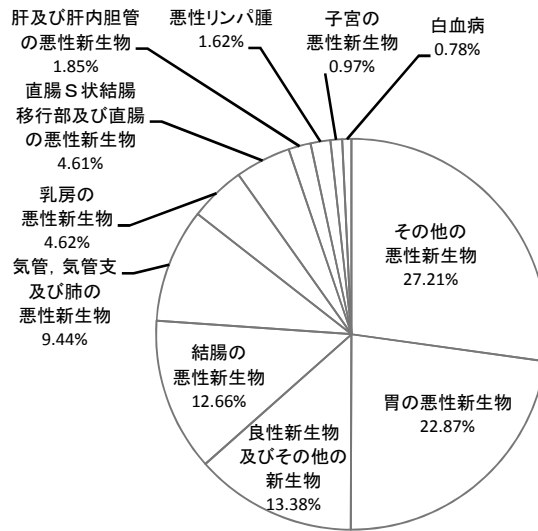 肝及び肝内胆管
の悪性新生物
1.85%
悪性リンパ腫
1.62%
子宮の
悪性新生物
0.97%
白血病
0.78%
直腸S状結腸
移行部及び直腸
の悪性新生物
4.61%
乳房の
悪性新生物
4.62%
気管，気管支
及び肺の
悪性新生物
9.44%
その他の
悪性新生物
27.21%
結腸の
悪性新生物
12.66%
胃の悪性新生物
22.87%
良性新生物
及びその他の
新生物
13.38%